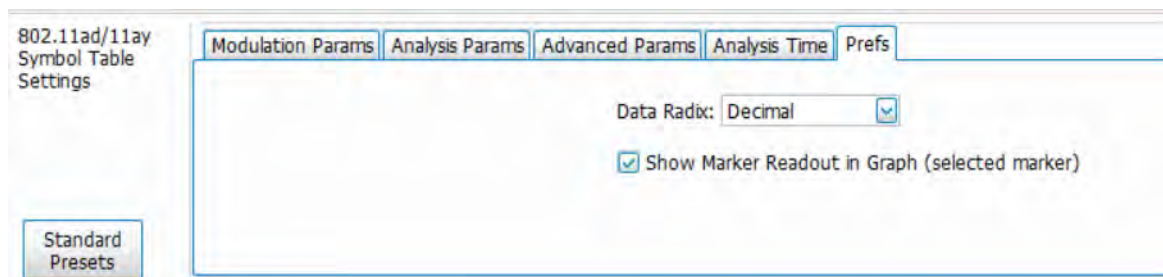 802.11ad/11ay
Symbol Table
Settings
Modulation Params Analysis Params Advanced Params Analysis Time Prefs
Data Radix: Decimal
Show Marker Readout in Graph (selected marker)
Standard
Presets